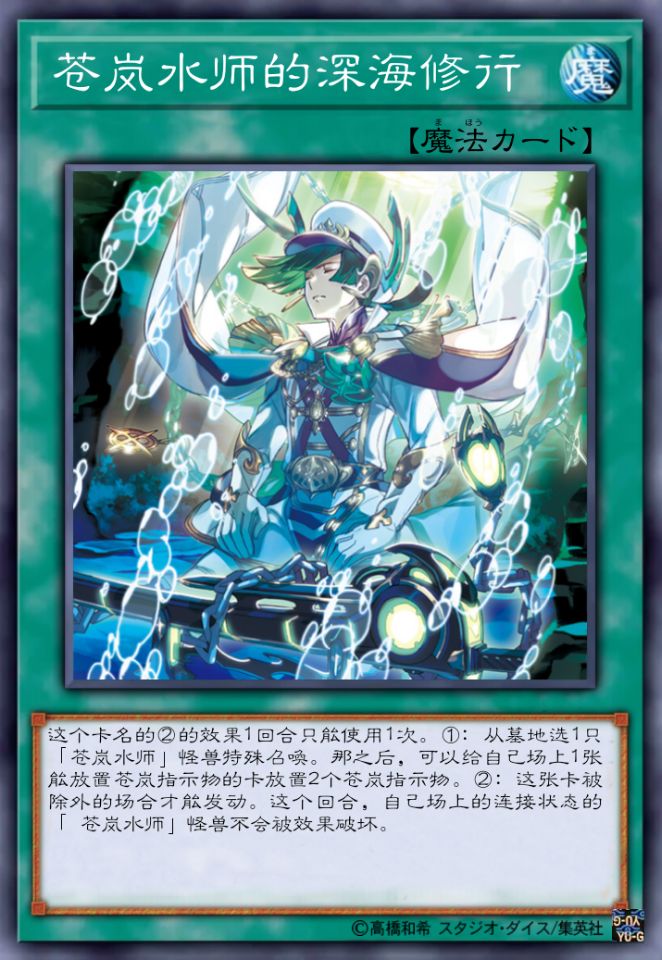 苍岚水师的深海修行
魔
【魔法カード】
ま ほう
这个卡名的②的效果1回合只能使用1次。①：从墓地选1只
「苍岚水师」怪兽特殊召唤。那之后，可以给自己场上1张
能放置苍岚指示物的卡放置2个苍岚指示物。②：这张卡被
除外的场合才能发动。这个回合，自己场上的连接状态的
「 苍岚水师」怪兽不会被效果破坏。
©高橋和希 スタジオ・ダイス/集英社